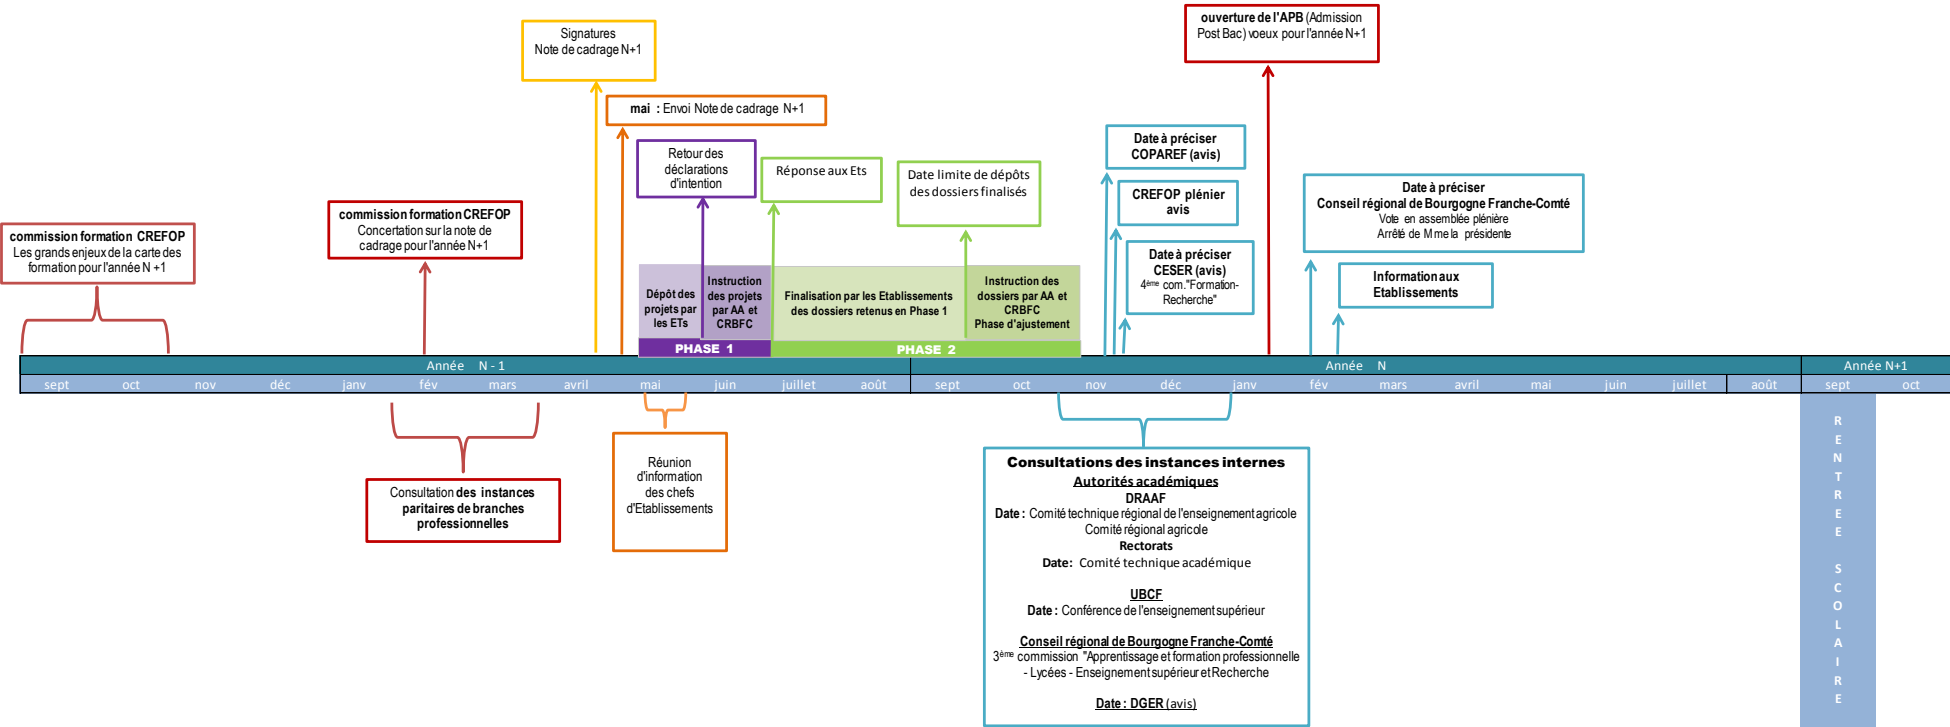 ouverture de l'APB (Admission
Post Bac) voeux pour l'année N+1
Signatures
Note de cadrage N+1
mai : Envoi Note de cadrage N+1
Retour des
déclarations
d'intention
Réponse aux Ets
Date limite de dépôts
des dossiers finalisés
Date à préciser
COPAREF (avis)
CREFOP plénier
avis
Date à préciser
CESER (avis)
4ème com."Formation-
Recherche"
Date à préciser
Conseil régional de Bourgogne Franche-Comté
Vote en assemblée plénière
Arrêté de Mme la présidente
Information aux
Etablissements
commission formation CREFOP
Les grands enjeux de la carte des
formation pour l'année N +1
commission formation CREFOP
Concertation sur la note de
cadrage pour l'année N+1
Dépôt des
projets par
les ETs
Instruction
des projets
par AA et
CRBFC
Finalisation par les Etablissements
des dossiers retenus en Phase 1
Instruction des
dossiers par AA et
CRBFC
Phase d'ajustement
PHASE 1
PHASE 2
Année N - 1
Année N
Année N+1
sept oct nov déc janv fév mars avril mai juin juillet août sept oct nov déc janv fév mars avril mai juin juillet août sept oct
Consultation des instances
paritaires de branches
professionnelles
Réunion
d'information
des chefs
d'Etablissements
Consultations des instances internes
Autorités académiques
DRAAF
Date : Comité technique régional de l'enseignement agricole
Comité régional agricole
Rectorats
Date: Comité technique académique
UBCF
Date : Conférence de l'enseignement supérieur
Conseil régional de Bourgogne Franche-Comté
3ème commission "Apprentissage et formation professionnelle
- Lycées - Enseignement supérieur et Recherche
Date : DGER (avis)
RENTREE SCOLAIRE